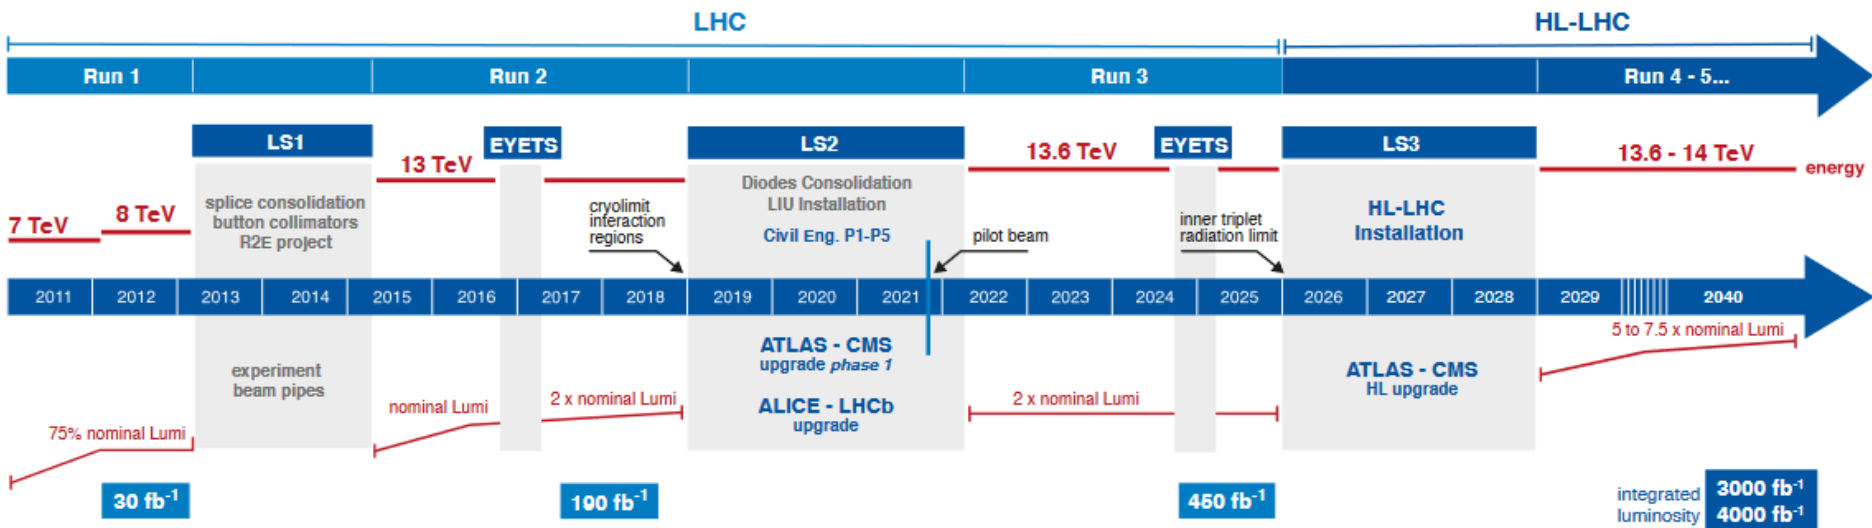 LHC
HL-LHC
Run 1
Run 2
Run 3
Run 4 - 5...
LS1
EYETS
LS2
EYETS
LS3
13 TeV
13.6 TeV
13.6 - 14 TeV
energy
7 TeV
8 TeV
splice consolidation
button collimators
R2E project
cryolimit
interaction
regions
Diodes Consolidation
LIU Installation
Civil Eng. P1-P5
pilot beam
inner triplet
radiation limit
HL-LHC
Installation
2011
2012
2013
2014
2015
2016
2017
2018
2019
2020
2021
2022
2023
2024
2025
2026
2027
2028
2029
2040
5 to 7.5 x nominal Lumi
experiment
beam pipes
ATLAS - CMS
upgrade phase 1
ALICE - LHCb
upgrade
ATLAS - CMS
HL upgrade
75% nominal Lumi
nominal Lumi
2 x nominal Lumi
2 x nominal Lumi
30 fb⁻¹
190 fb⁻¹
450 fb⁻¹
integrated
luminosity
3000 fb⁻¹
4000 fb⁻¹